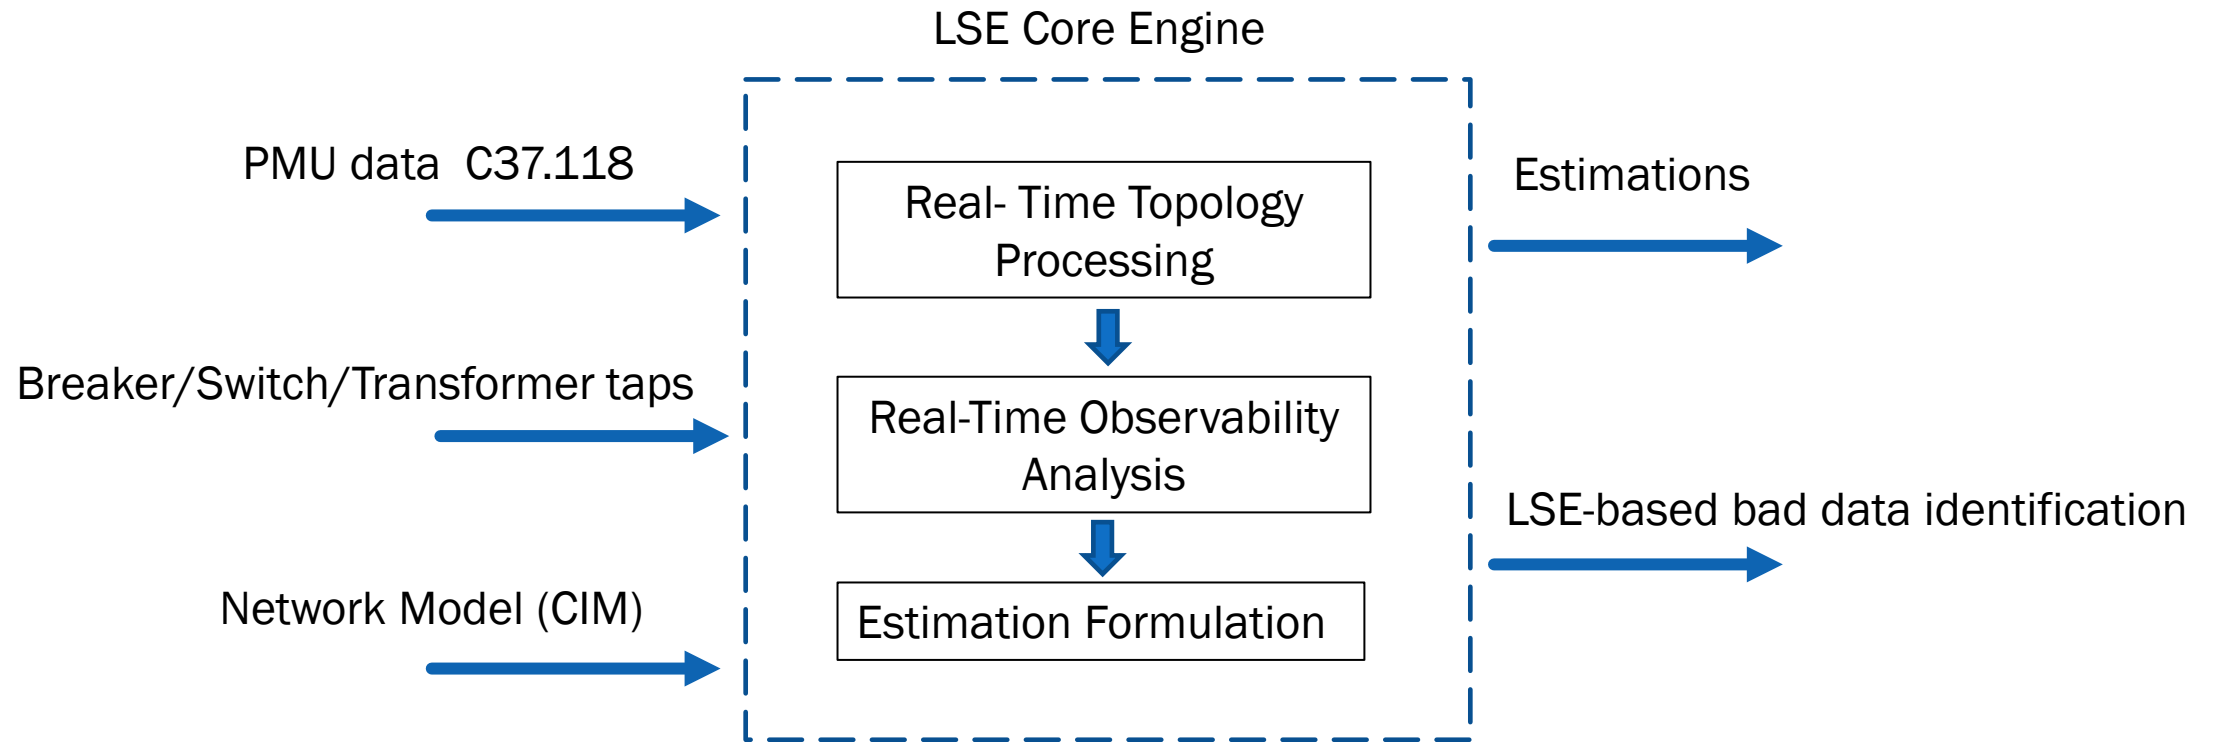 LSE Core Engine
PMU data  C37.118
Breaker/Switch/Transformer taps
Network Model (CIM)
Real- Time Topology
Processing
Real-Time Observability
Analysis
Estimation Formulation
Estimations
LSE-based bad data identification